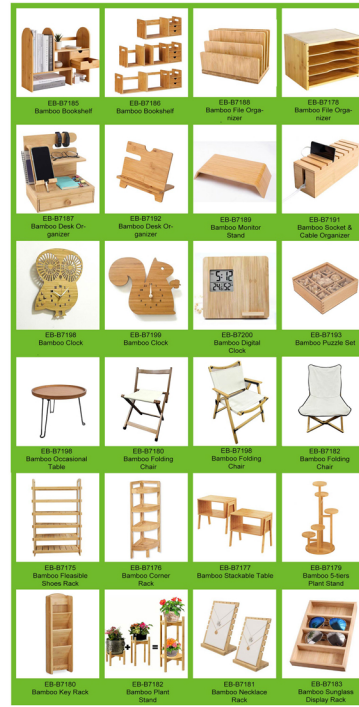 EB-B7185
Bamboo Bookshelf
EB-B7186
Bamboo Bookshelf
EB-B7188
Bamboo File Orga-
nizer
EB-B7178
Bamboo File Orga-
nizer
EB-B7187
Bamboo Desk Or-
ganizer
EB-B7192
Bamboo Desk Or-
ganizer
EB-B7189
Bamboo Monitor
Stand
EB-B7191
Bamboo Socket &
Cable Organizer
5:12
24:52
EB-B7198
Bamboo Clock
EB-B7199
Bamboo Clock
EB-B7200
Bamboo Digital
Clock
EB-B7193
Bamboo Puzzle Set
EB-B7198
Bamboo Occasional
Table
EB-B7180
Bamboo Folding
Chair
EB-B7198
Bamboo Folding
Chair
EB-B7182
Bamboo Folding
Chair
EB-B7175
Bamboo Fleasible
Shoes Rack
EB-B7176
Bamboo Corner
Rack
EB-B7177
Bamboo Stackable Table
EB-B7179
Bamboo 5-tiers
Plant Stand
EB-B7180
Bamboo Key Rack
EB-B7182
Bamboo Plant
Stand
EB-B7181
Bamboo Necklace
Rack
EB-B7183
Bamboo Sunglass
Display Rack